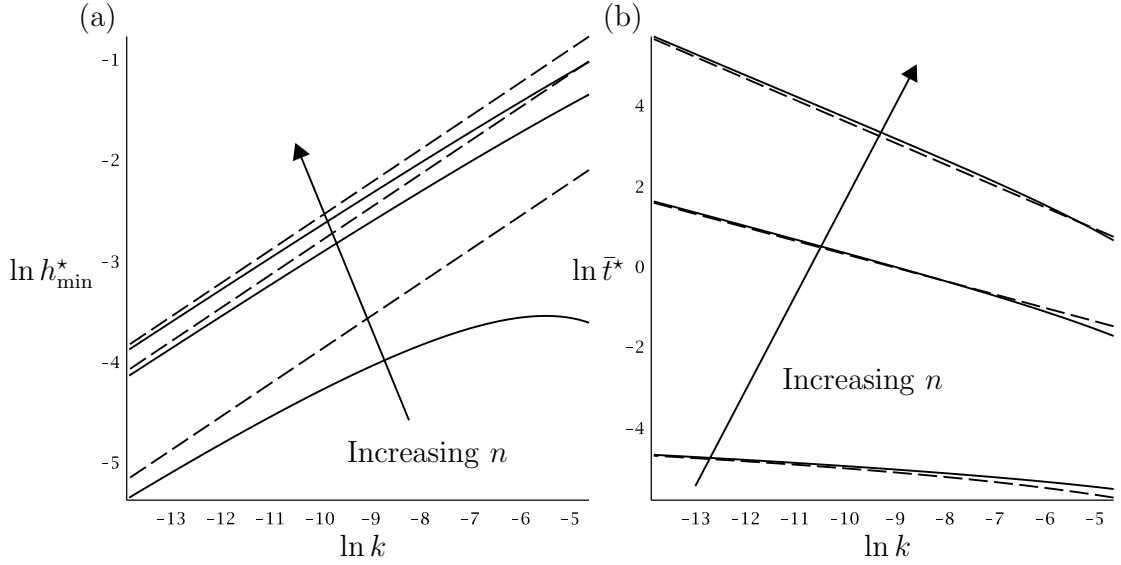 (a)
-1
-2
-3
-4
-5
ln h⋆min
Increasing n
-13 -12 -11 -10 -9 -8 -7 -6 -5
ln k
(b)
4
2
0
-2
-4
ln t̄⋆
Increasing n
-13 -12 -11 -10 -9 -8 -7 -6 -5
ln k